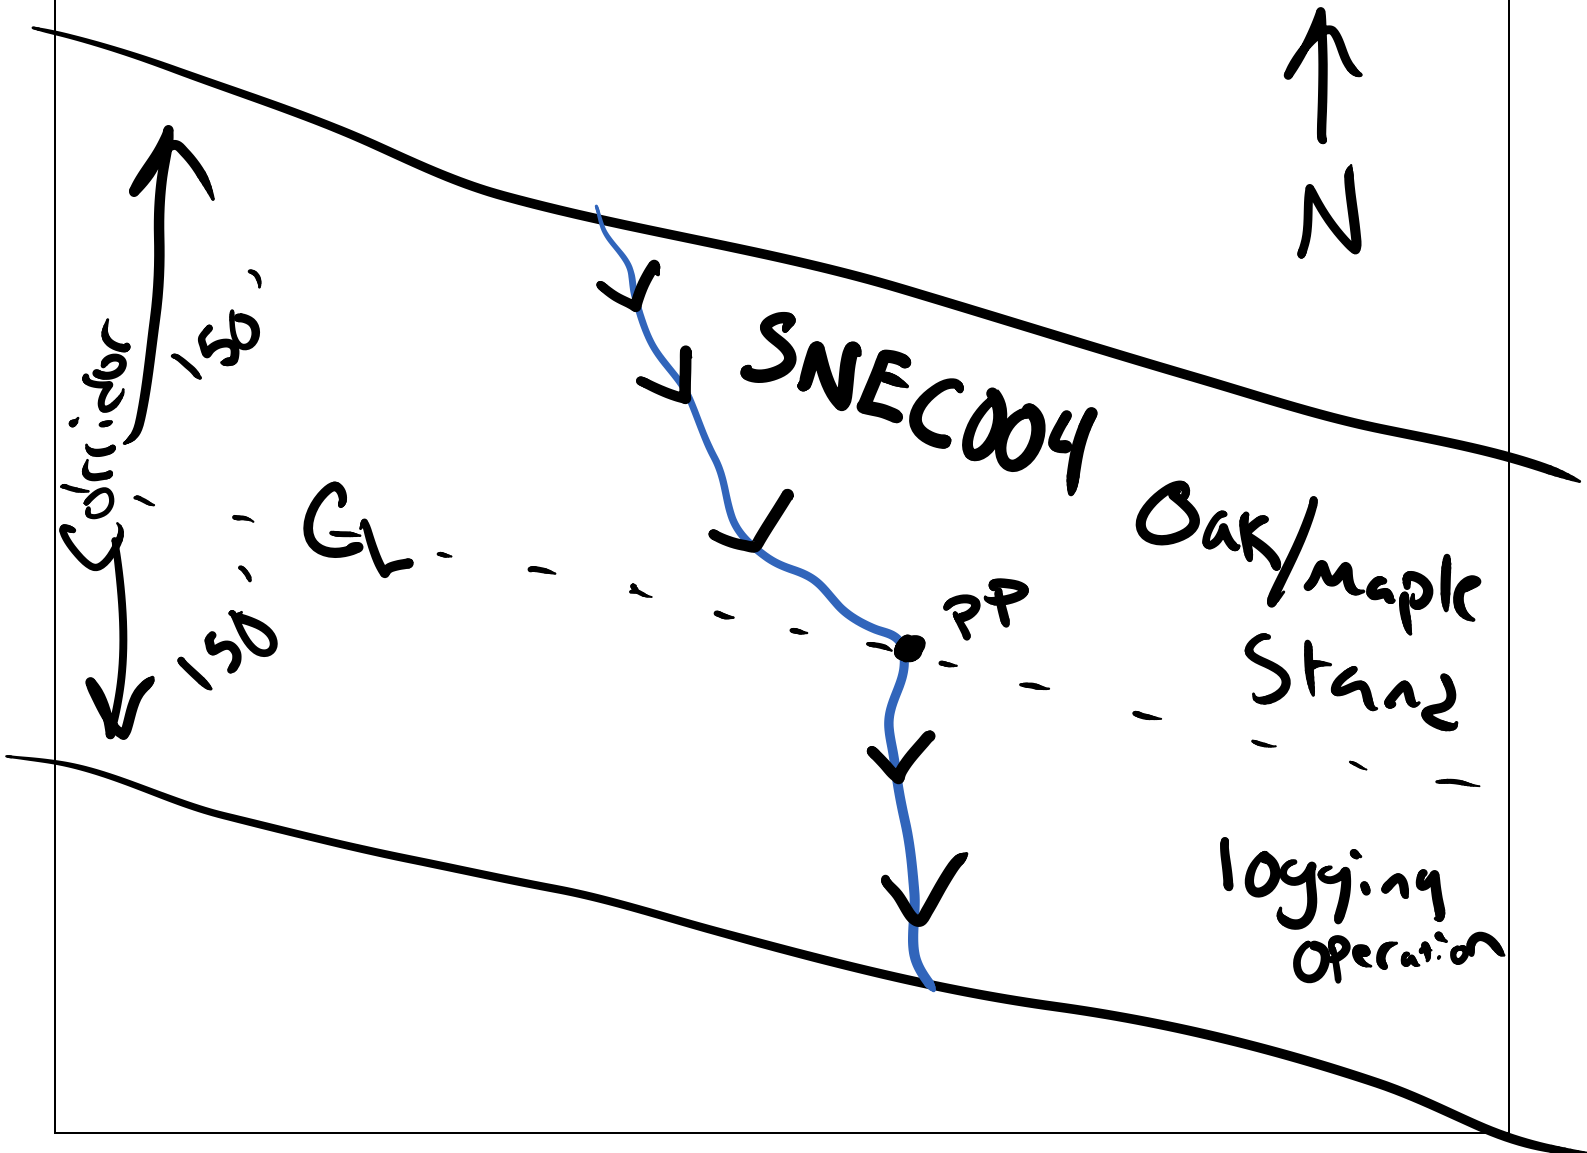 N
Corridor
150'
SNEC004
CL
150'
PP
Oak/maple
Stand
logging
operation